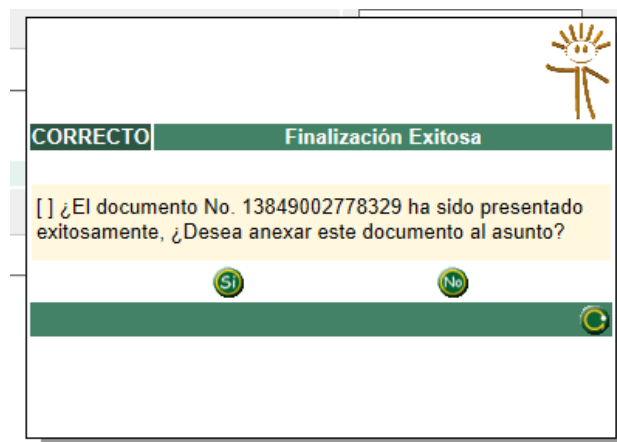 CORRECTO Finalización Exitosa
[ ] ¿El documento No. 13849002778329 ha sido presentado
exitosamente, ¿Desea anexar este documento al asunto?
Si No